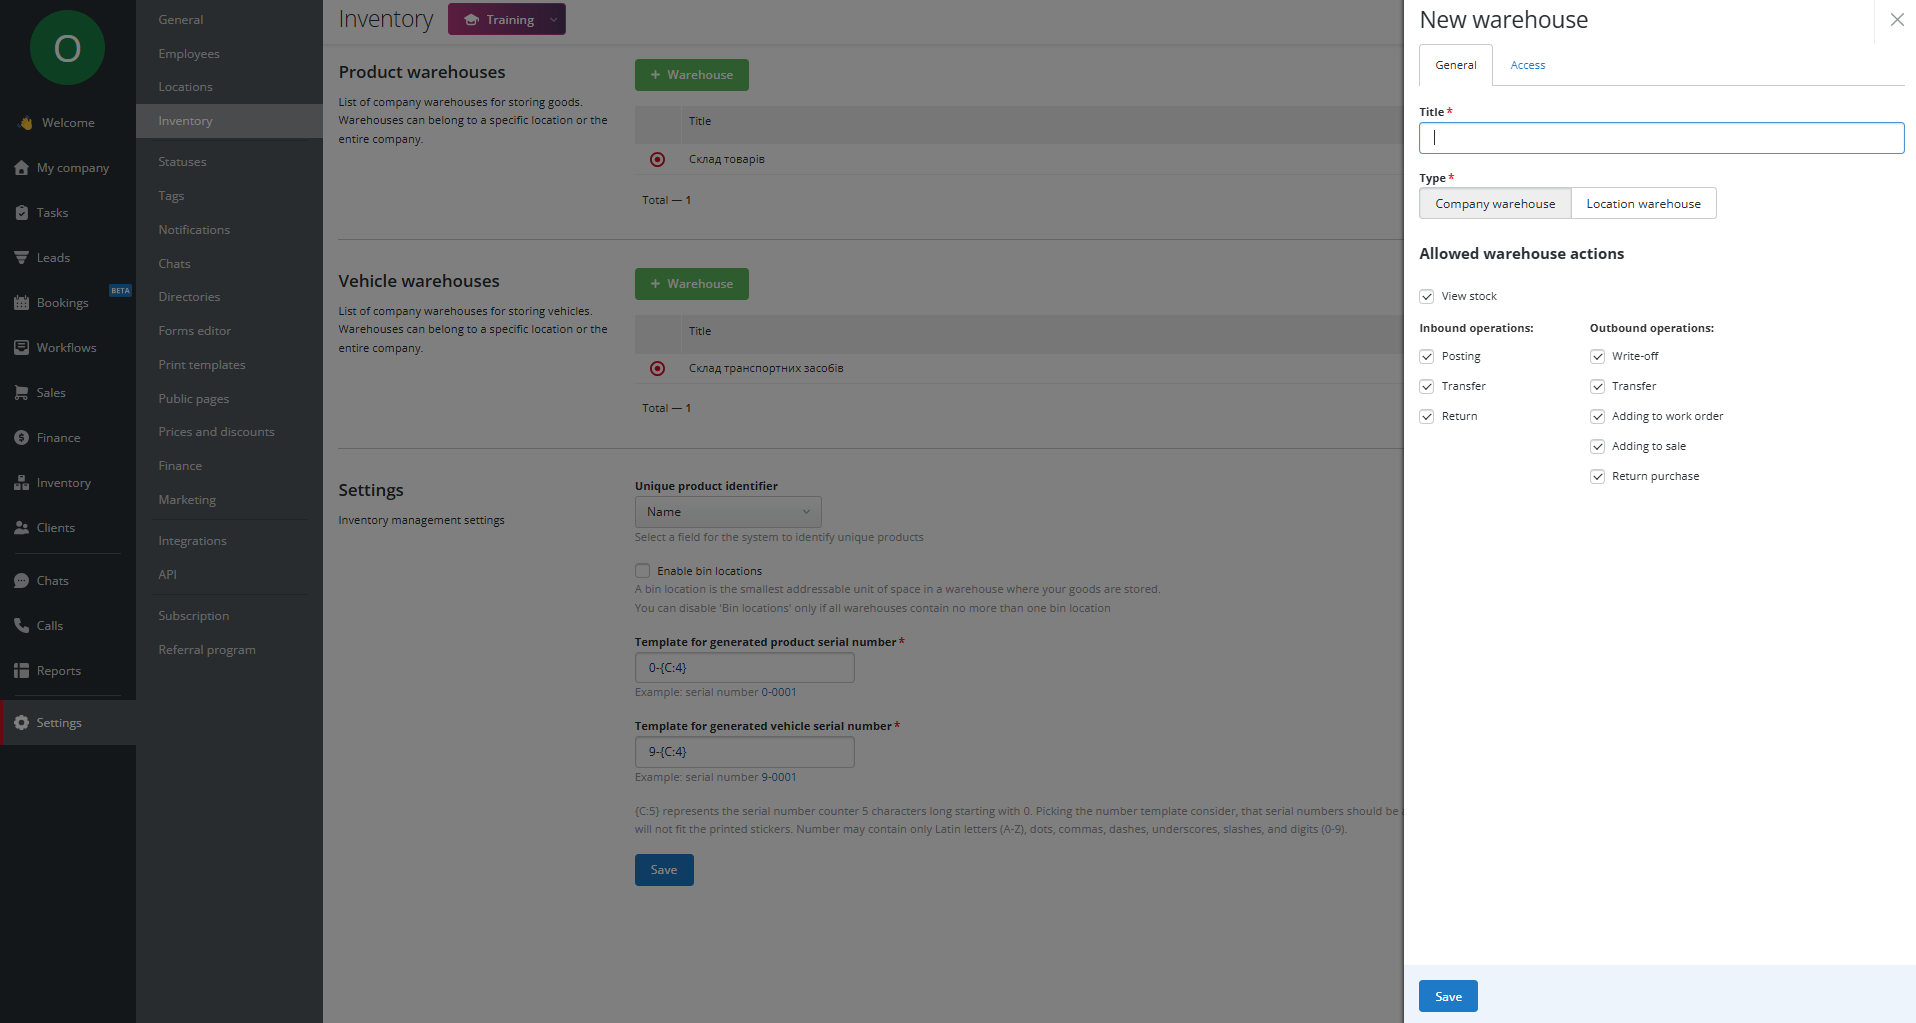 O
Welcome
My company
Tasks
Leads
Bookings
BETA
Workflows
Sales
Finance
Inventory
Clients
Chats
Calls
Reports
Settings
General
Employees
Locations
Inventory
Statuses
Tags
Notifications
Chats
Directories
Forms editor
Print templates
Public pages
Prices and discounts
Finance
Marketing
Integrations
API
Subscription
Referral program
Inventory
Training
Product warehouses
List of company warehouses for storing goods.
Warehouses can belong to a specific location or the
entire company.
+ Warehouse
Title
Склад товарів
Total — 1
Vehicle warehouses
List of company warehouses for storing vehicles.
Warehouses can belong to a specific location or the
entire company.
+ Warehouse
Title
Склад транспортних засобів
Total — 1
Settings
Inventory management settings
Unique product identifier
Name
Select a field for the system to identify unique products
Enable bin locations
A bin location is the smallest addressable unit of space in a warehouse where your goods are stored.
You can disable 'Bin locations' only if all warehouses contain no more than one bin location
Template for generated product serial number*
0-{C:4}
Example: serial number 0-0001
Template for generated vehicle serial number*
9-{C:4}
Example: serial number 9-0001
{C:5} represents the serial number counter 5 characters long starting with 0. Picking the number template consider, that serial numbers should be
will not fit the printed stickers. Number may contain only Latin letters (A-Z), dots, commas, dashes, underscores, slashes, and digits (0-9).
Save
New warehouse
General
Access
Title*
Type*
Company warehouse
Location warehouse
Allowed warehouse actions
View stock
Inbound operations:
Posting
Transfer
Return
Outbound operations:
Write-off
Transfer
Adding to work order
Adding to sale
Return purchase
Save